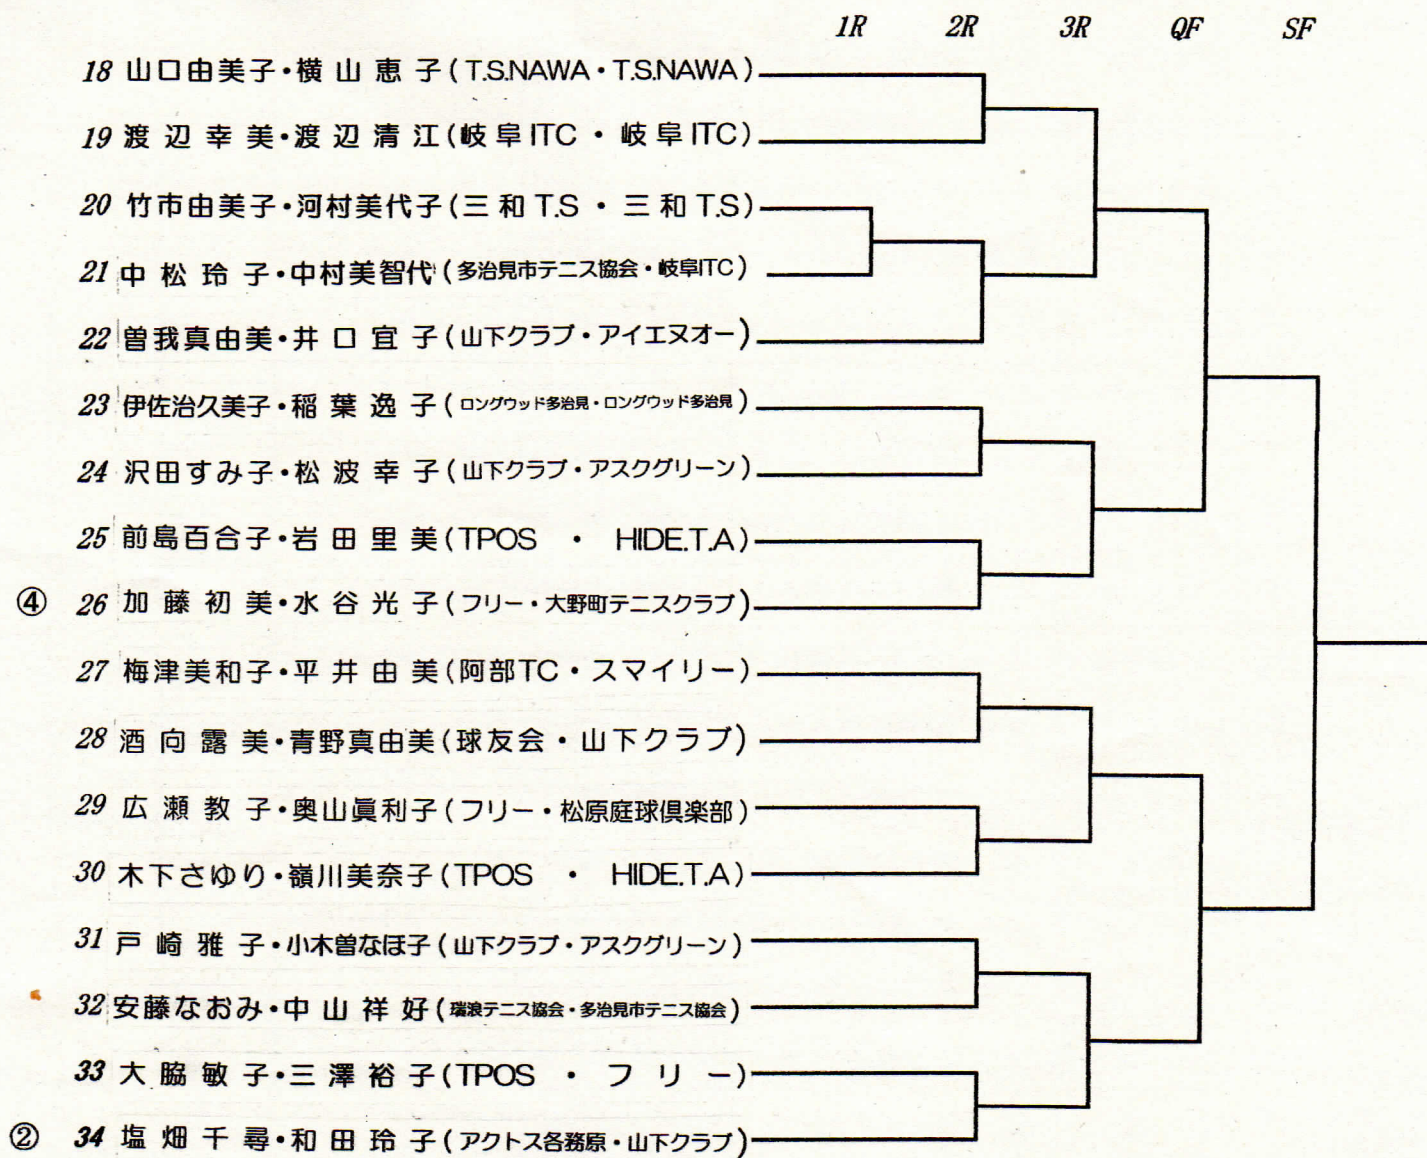 1R 2R 3R QF SF
18 山口由美子・横山恵子(T.S.NAWA・T.S.NAWA)
19 渡辺幸美・渡辺清江(岐阜ITC・岐阜ITC)
20 竹市由美子・河村美代子(三和T.S・三和T.S)
21 中松玲子・中村美智代(多治見市テニス協会・岐阜ITC)
22 曽我真由美・井口宜子(山下クラブ・アイエヌオー)
23 伊佐治久美子・稲葉逸子(ロングウッド多治見・ロングウッド多治見)
24 沢田すみ子・松波幸子(山下クラブ・アスクグリーン)
25 前島百合子・岩田里美(TPOS・HIDE.T.A)
④ 26 加藤初美・水谷光子(フリー・大野町テニスクラブ)
27 梅津美和子・平井由美(阿部TC・スマイリー)
28 酒向露美・青野真由美(球友会・山下クラブ)
29 広瀬教子・奥山眞利子(フリー・松原庭球倶楽部)
30 木下さゆり・嶺川美奈子(TPOS・HIDE.T.A)
31 戸崎雅子・小木曽なほ子(山下クラブ・アスクグリーン)
32 安藤なおみ・中山祥好(瑞浪テニス協会・多治見市テニス協会)
33 大脇敏子・三澤裕子(TPOS・フリー)
② 34 塩畑千尋・和田玲子(アクトス各務原・山下クラブ)